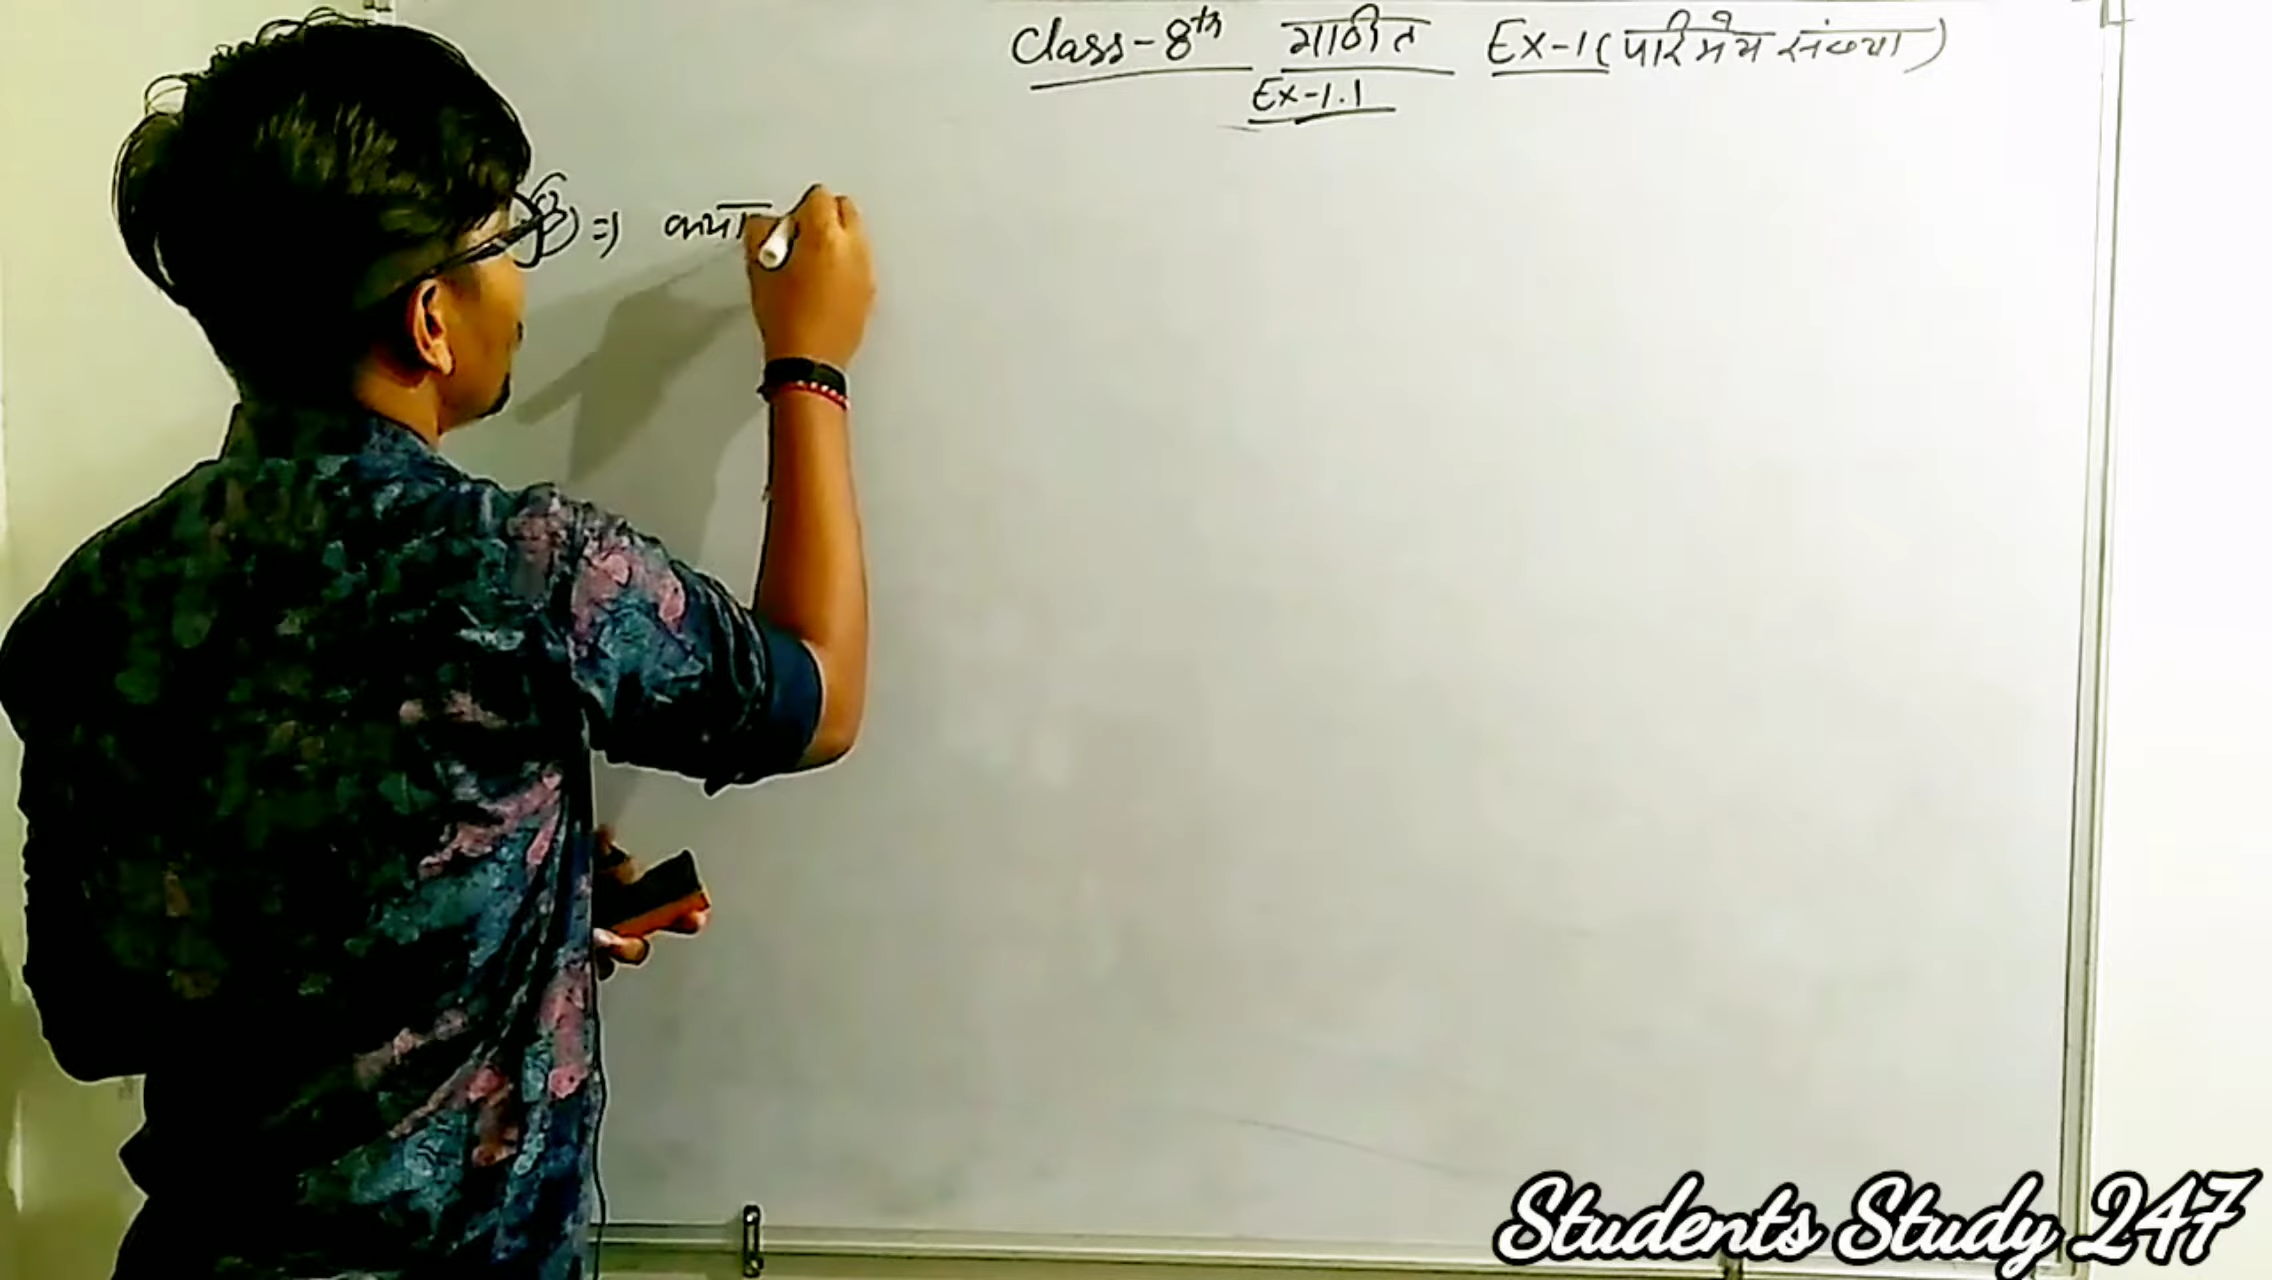 Class-8th गणित Ex-1 (परिमेय संख्या)
Ex-1.1
=> क्या
Students Study 247